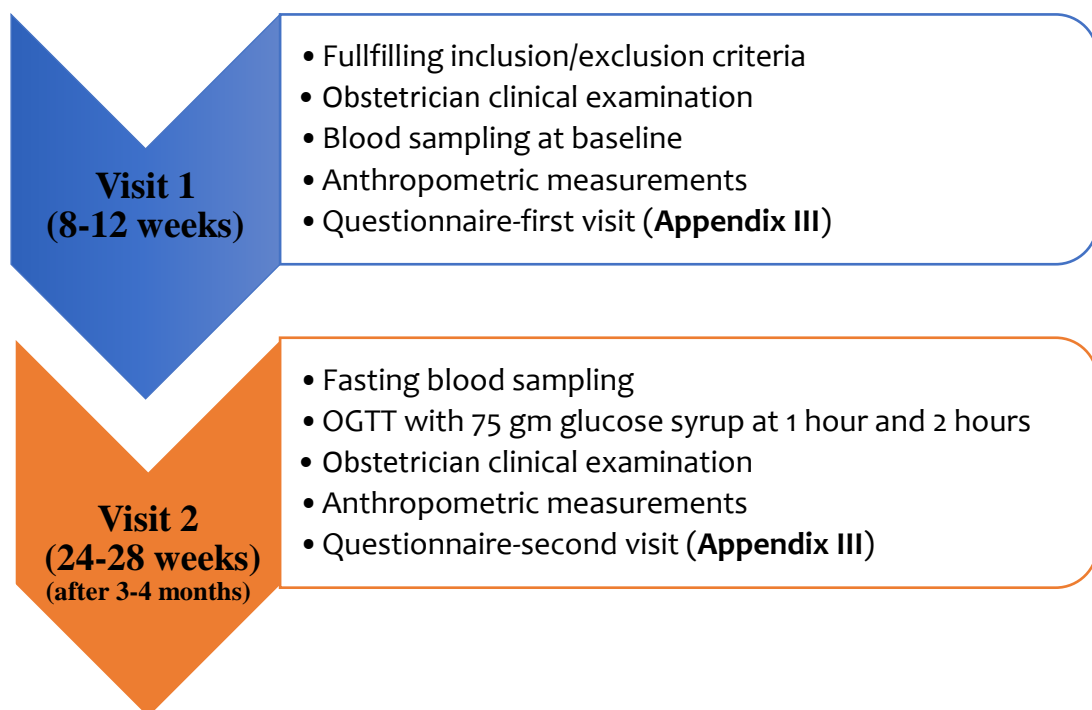 Visit 1
(8-12 weeks)
• Fullfilling inclusion/exclusion criteria
• Obstetrician clinical examination
• Blood sampling at baseline
• Anthropometric measurements
• Questionnaire-first visit (Appendix III)
Visit 2
(24-28 weeks)
(after 3-4 months)
• Fasting blood sampling
• OGTT with 75 gm glucose syrup at 1 hour and 2 hours
• Obstetrician clinical examination
• Anthropometric measurements
• Questionnaire-second visit (Appendix III)